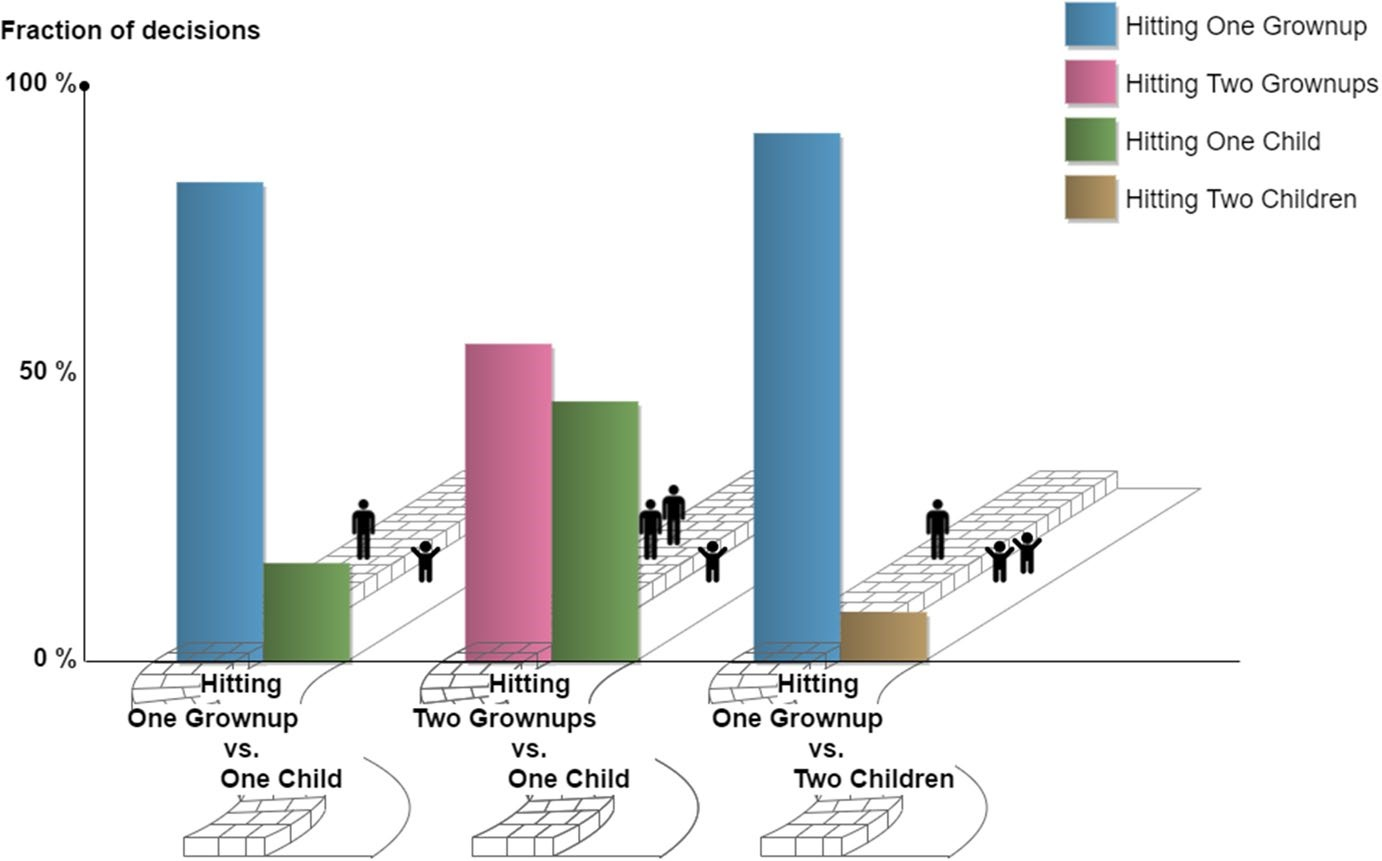 Fraction of decisions
100 %
50 %
0 %
Hitting One Grownup
Hitting Two Grownups
Hitting One Child
Hitting Two Children
Hitting
One Grownup
vs.
One Child
Hitting
Two Grownups
vs.
One Child
Hitting
One Grownup
vs.
Two Children